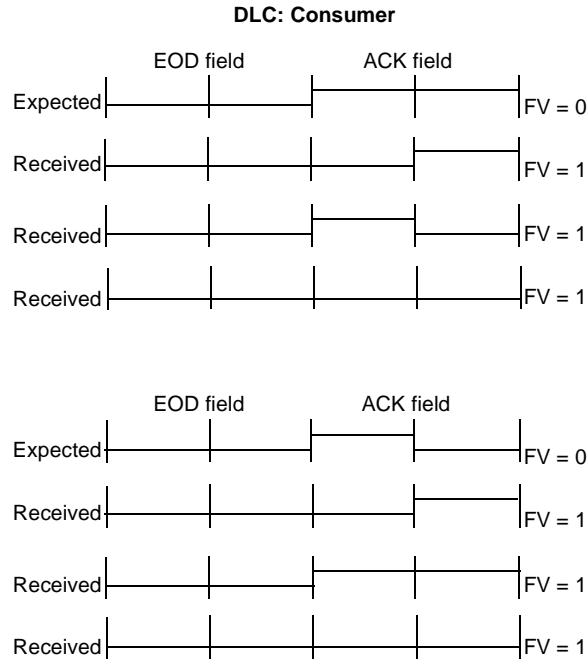 DLC: Consumer
EOD field ACK field
Expected FV = 0
Received FV = 1
Received FV = 1
Received FV = 1
EOD field ACK field
Expected FV = 0
Received FV = 1
Received FV = 1
Received FV = 1